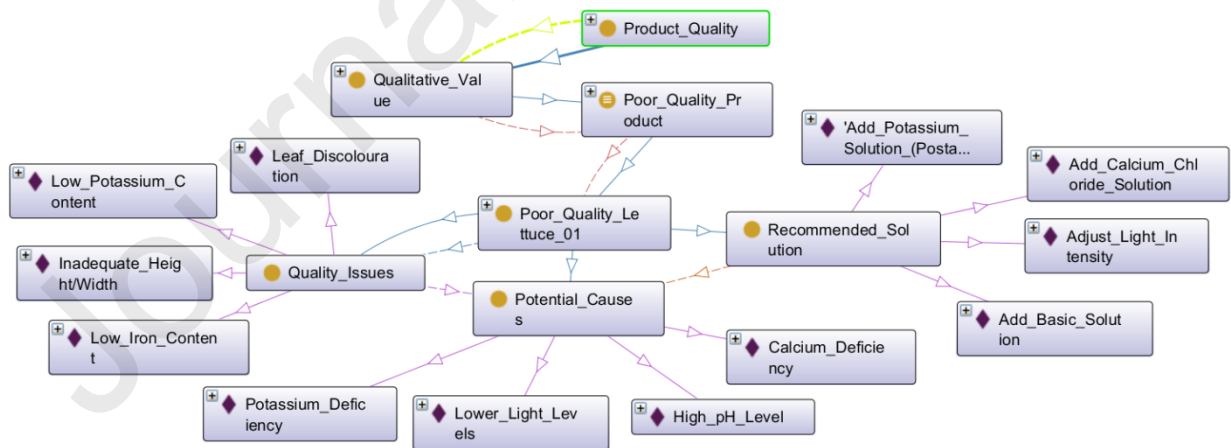 Product_Quality
Qualitative_Val
ue
Poor_Quality_Pr
oduct
'Add_Potassium_
Solution_(Posta...
Leaf_Discoloura
tion
Low_Potassium_C
ontent
Add_Calcium_Chl
oride_Solution
Poor_Quality_Le
ttuce_01
Recommended_Sol
ution
Adjust_Light_In
tensity
Inadequate_Heig
ht/Width
Quality_Issues
Potential_Cause
s
Add_Basic_Solut
ion
Low_Iron_Conten
t
Calcium_Deficie
ncy
Potassium_Defic
iency
Lower_Light_Lev
els
High_pH_Level
Journa